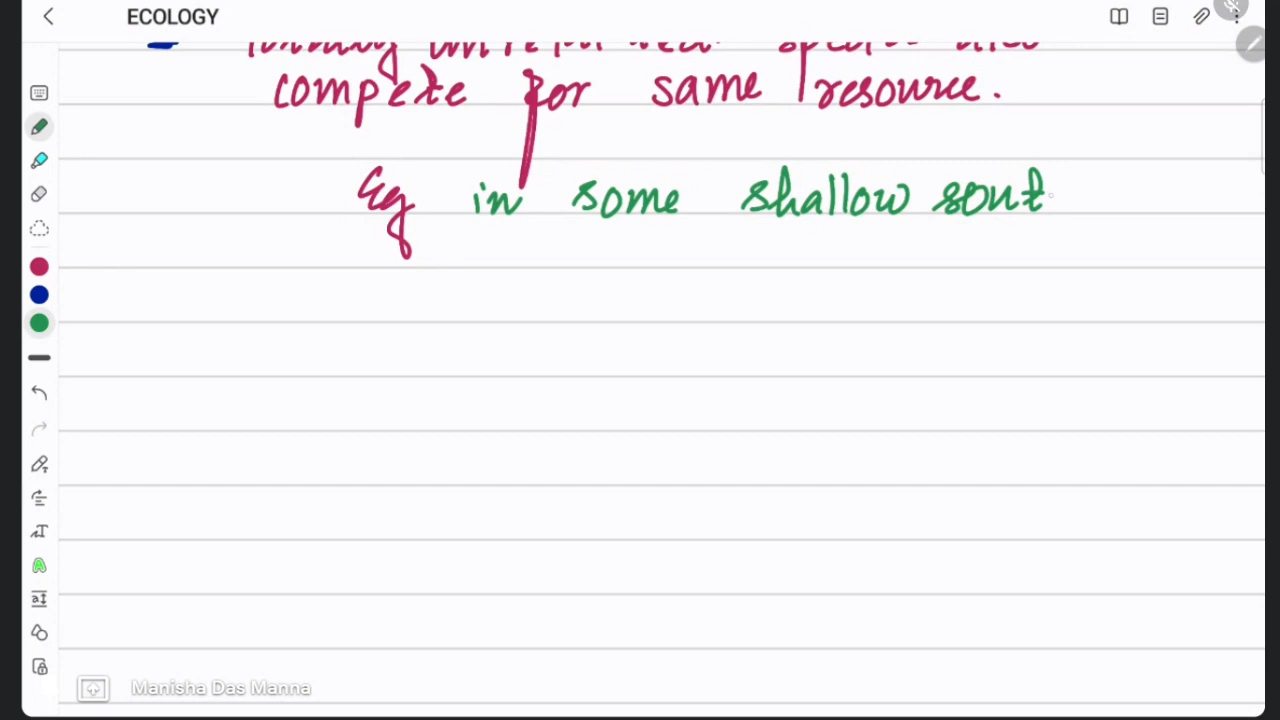 ECOLOGY
compete for same resource.
Eg in some shallow sout
Manisha Das Manna